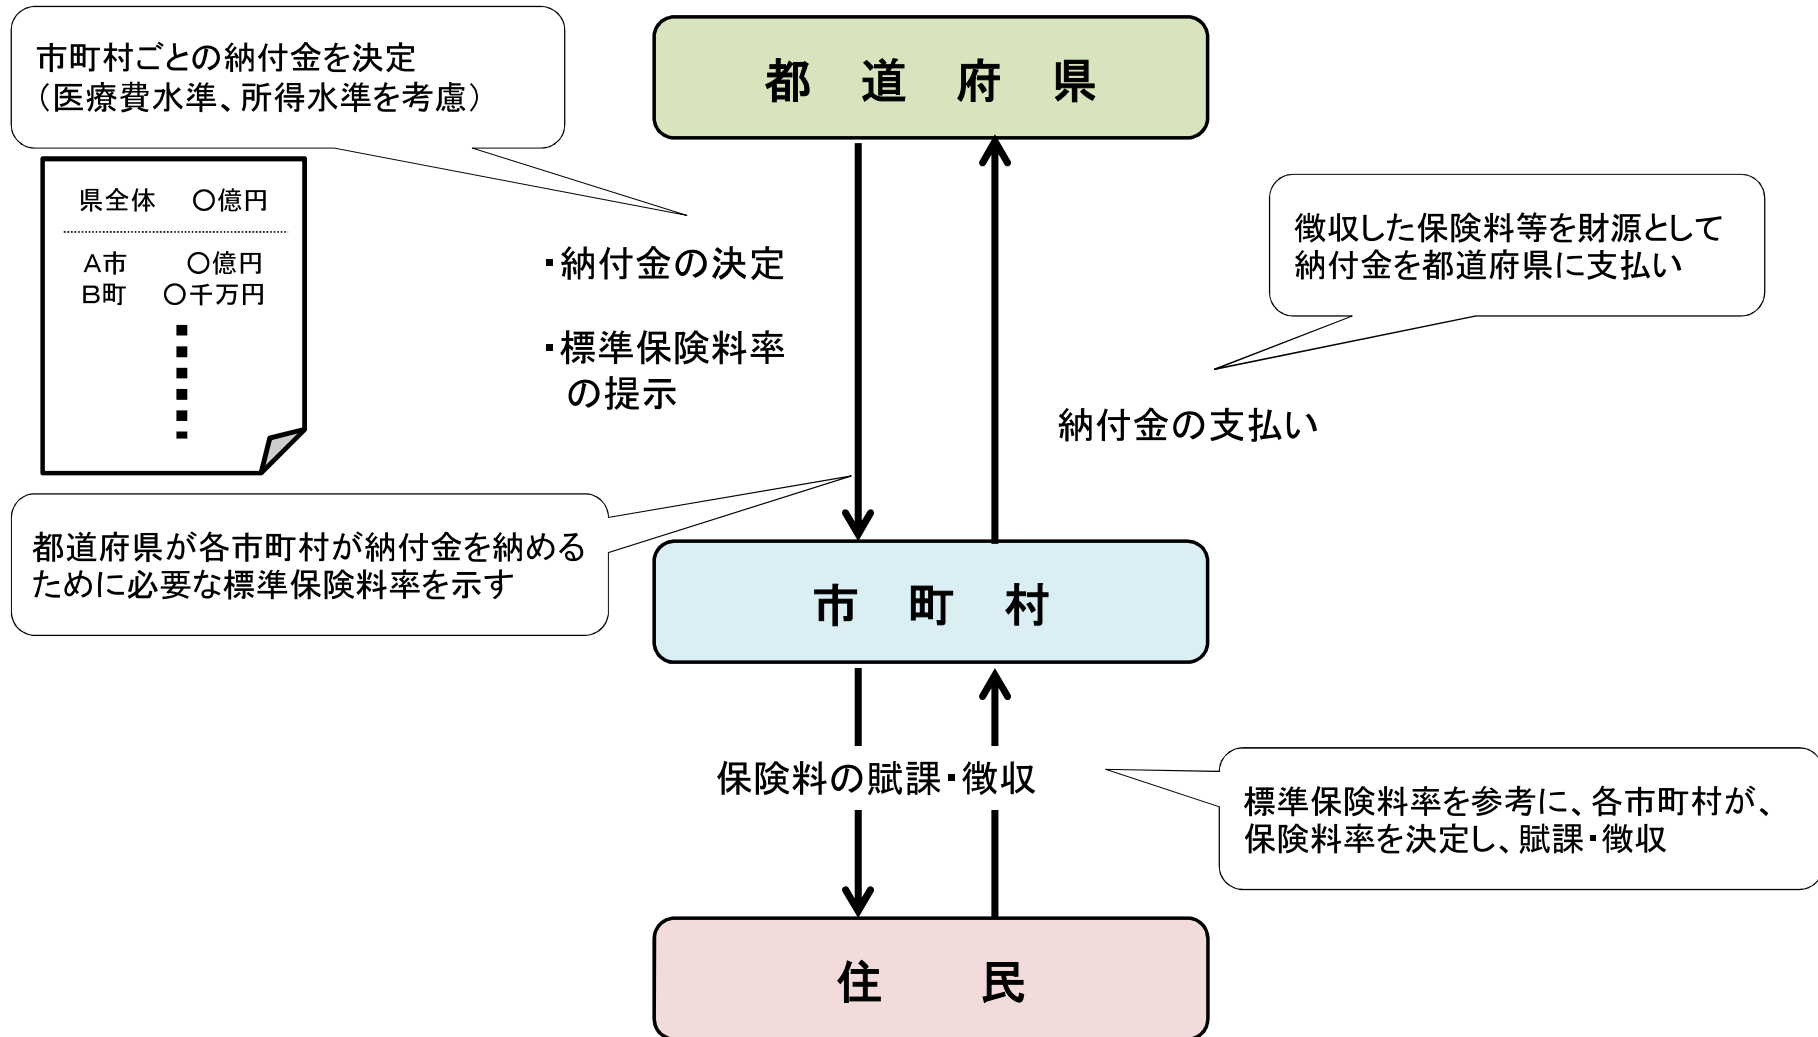 市町村ごとの納付金を決定
（医療費水準、所得水準を考慮）
都道府県
県全体 〇億円
A市 〇億円
B町 〇千万円
・納付金の決定
・標準保険料率
の提示
徴収した保険料等を財源として
納付金を都道府県に支払い
納付金の支払い
都道府県が各市町村が納付金を納める
ために必要な標準保険料率を示す
市町村
保険料の賦課・徴収
標準保険料率を参考に、各市町村が、
保険料率を決定し、賦課・徴収
住民